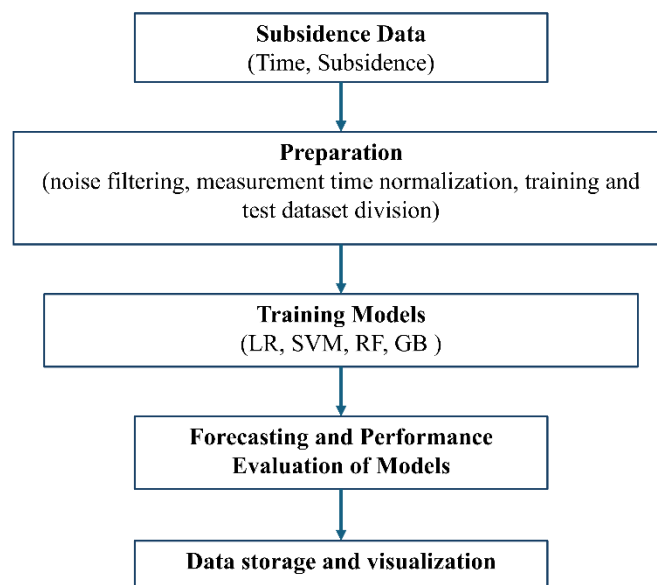 Subsidence Data
(Time, Subsidence)
Preparation
(noise filtering, measurement time normalization, training and
test dataset division)
Training Models
(LR, SVM, RF, GB )
Forecasting and Performance
Evaluation of Models
Data storage and visualization